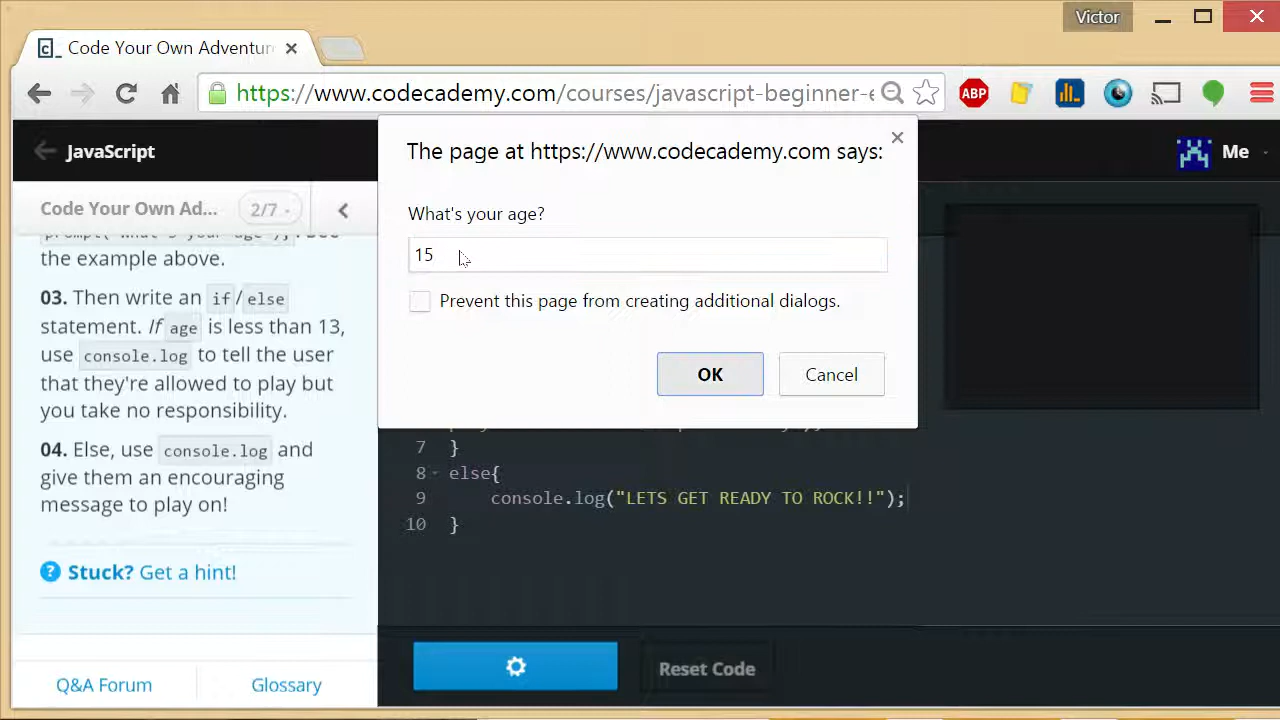 Victor
Code Your Own Adventur
https://www.codecademy.com/courses/javascript-beginner-e
ABP
JavaScript
Me
Code Your Own Ad...
2/7
the example above.
03. Then write an if/else
statement. If age is less than 13,
use console.log to tell the user
that they're allowed to play but
you take no responsibility.
04. Else, use console.log and
give them an encouraging
message to play on!
? Stuck? Get a hint!
Q&A Forum
Glossary
The page at https://www.codecademy.com says:
What's your age?
15
Prevent this page from creating additional dialogs.
OK
Cancel
7 }
8 else{
9 console.log("LETS GET READY TO ROCK!!");
10 }
Reset Code